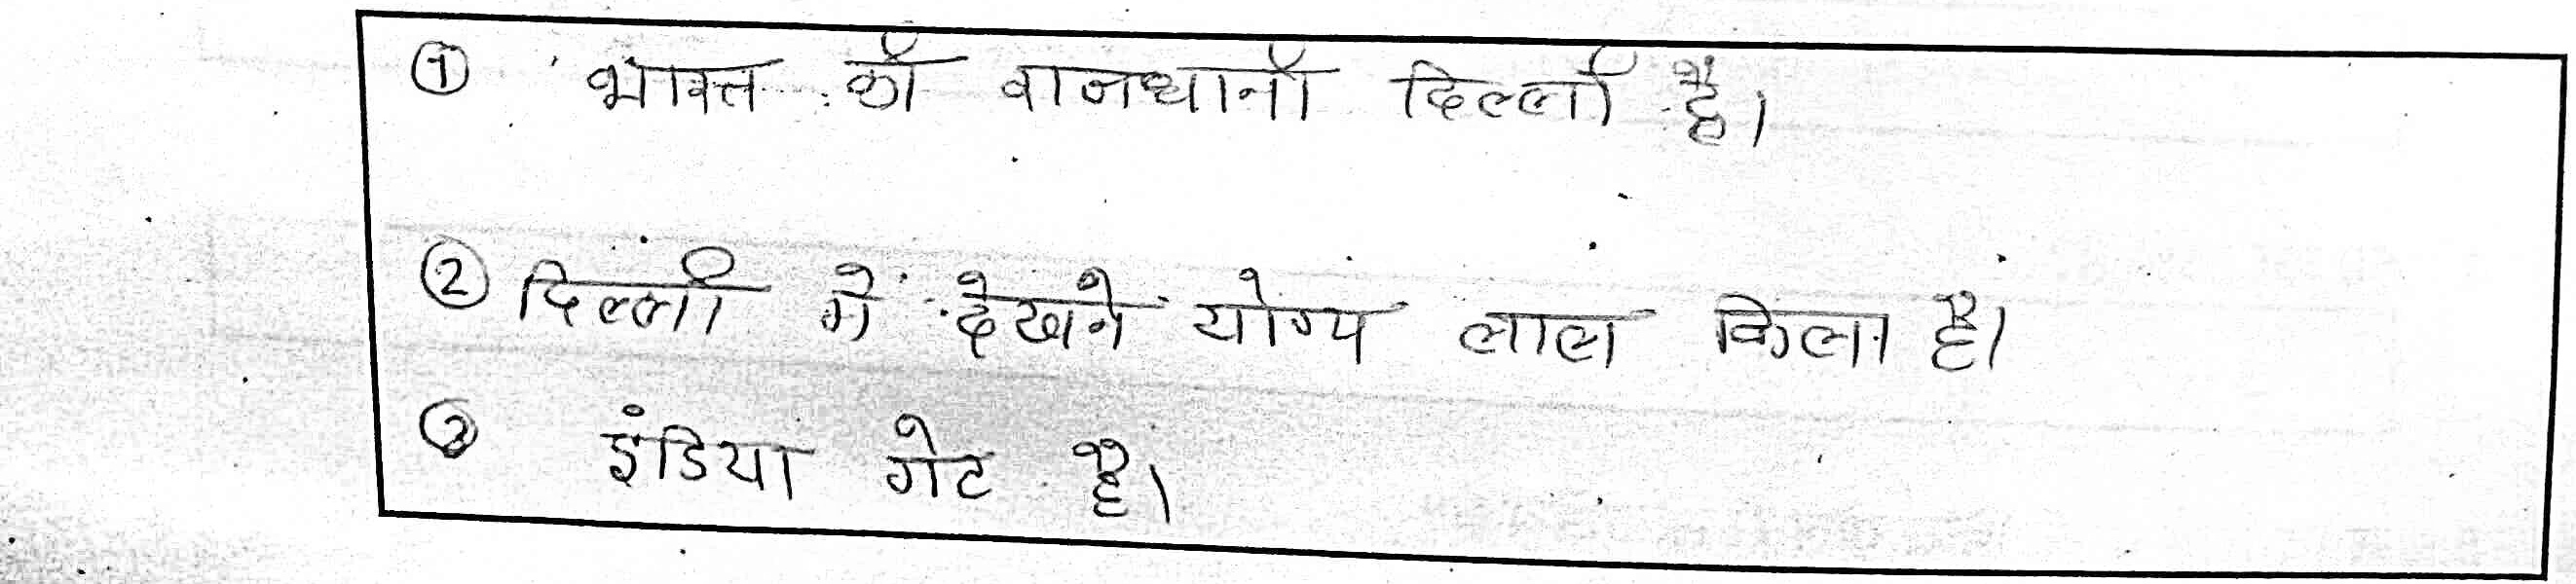 ① भारत की राजधानी दिल्ली है।
② दिल्ली में देखने योग्य लाल किला है।
③ इंडिया गेट है।